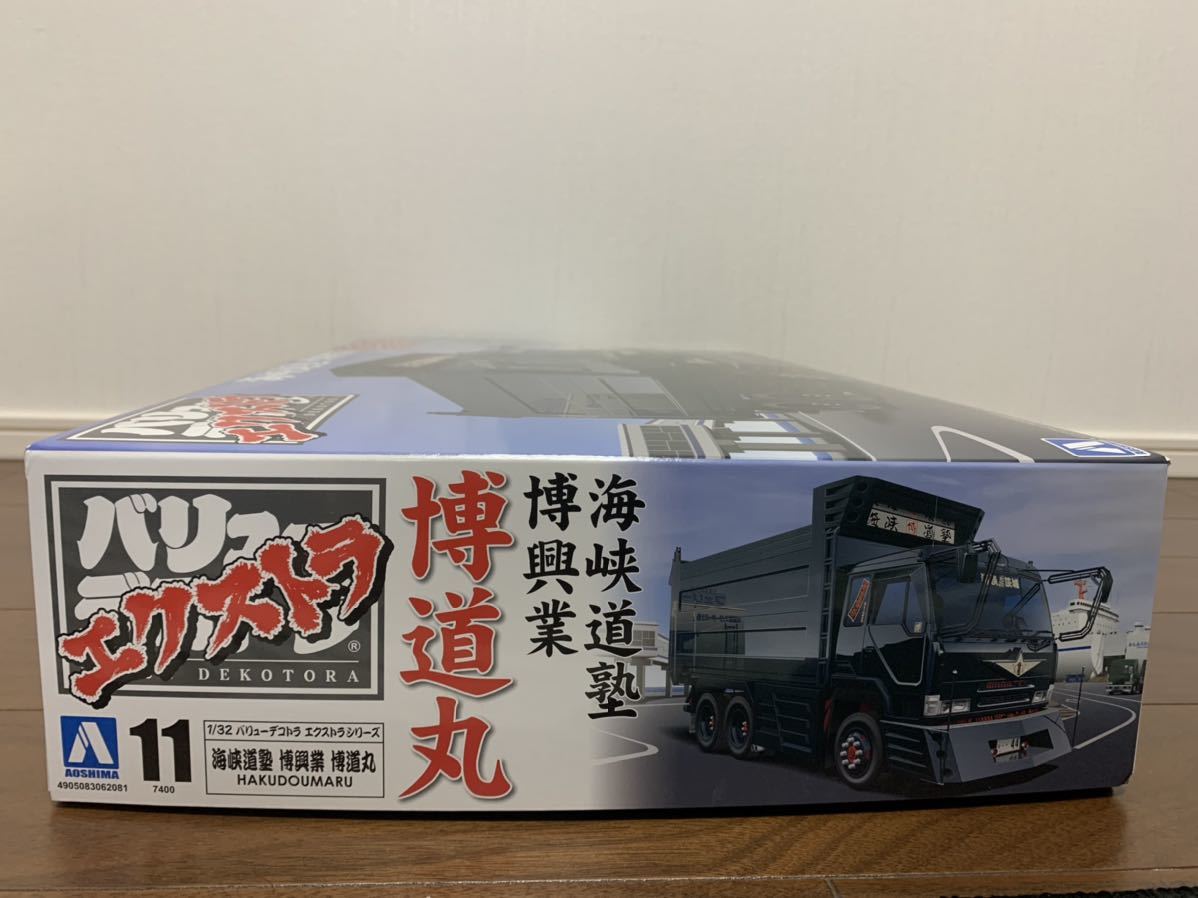 バリュー
デコトラ
エクストラ
®
DEKOTORA
博道丸
海峡道塾
博興業
AOSHIMA
4905083062081
11
7400
1/32 バリューデコトラ エクストラシリーズ
海峡道塾 博興業 博道丸
HAKUDOUMARU
44